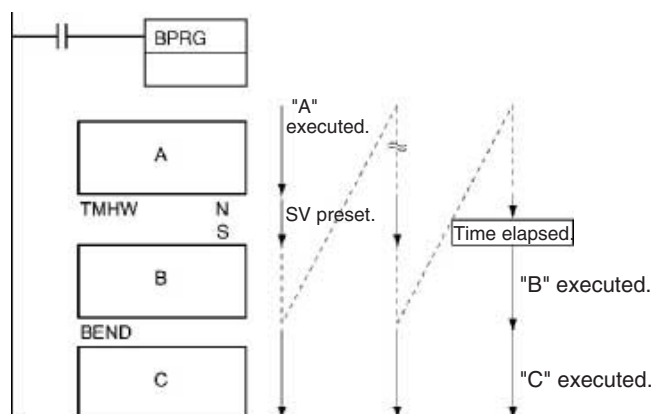 BPRG
"A"
executed.
A
TMHW N
S
SV preset.
Time elapsed.
B
"B" executed.
BEND
C
"C" executed.